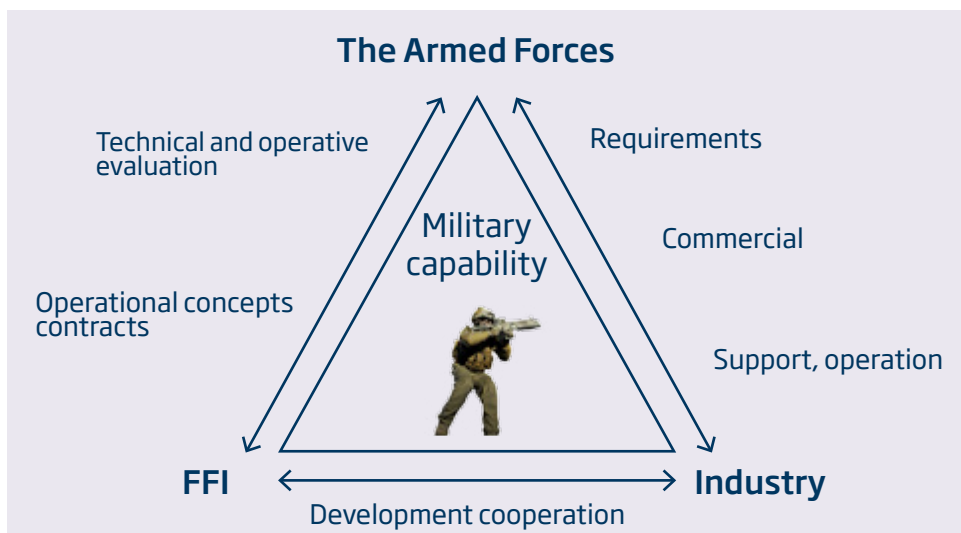 The Armed Forces
Technical and operative
evaluation
Requirements
Military
capability
Commercial
Operational concepts
contracts
Support, operation
FFI
Industry
Development cooperation